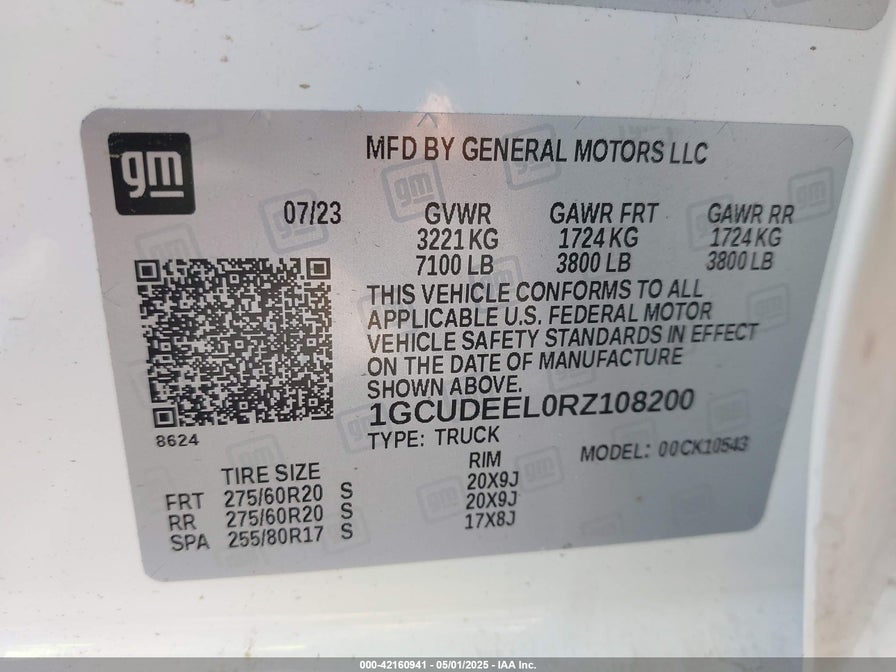 gm
MFD BY GENERAL MOTORS LLC
07/23
GVWR GAWR FRT GAWR RR
3221 KG 1724 KG 1724 KG
7100 LB 3800 LB 3800 LB
THIS VEHICLE CONFORMS TO ALL
APPLICABLE U.S. FEDERAL MOTOR
VEHICLE SAFETY STANDARDS IN EFFECT
ON THE DATE OF MANUFACTURE
SHOWN ABOVE.
1GCUDEEL0RZ108200
8624
TYPE: TRUCK MODEL: 00CK10543
TIRE SIZE RIM
FRT 275/60R20 S 20X9J
RR 275/60R20 S 20X9J
SPA 255/80R17 S 17X8J
000-42160941 - 05/01/2025 - IAA Inc.